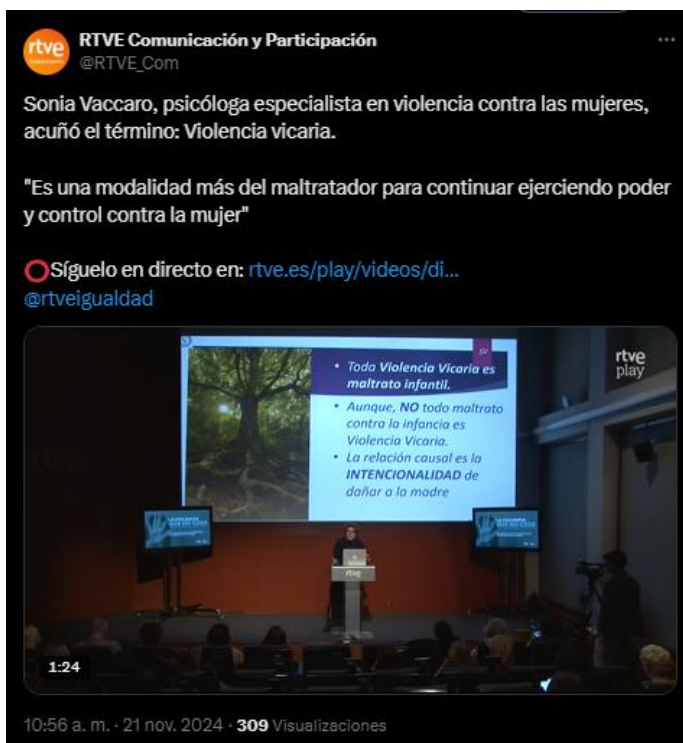 rtve
RTVE Comunicación y Participación
@RTVE_Com
Sonia Vaccaro, psicóloga especialista en violencia contra las mujeres,
acuñó el término: Violencia vicaria.
"Es una modalidad más del maltratador para continuar ejerciendo poder
y control contra la mujer"
Síguelo en directo en: rtve.es/play/videos/di...
@rtveigualdad
SV
• Toda Violencia Vicaria es
maltrato infantil.
• Aunque, NO todo maltrato
contra la infancia es
Violencia Vicaria.
• La relación causal es la
INTENCIONALIDAD de
dañar a la madre
rtve
play
rtve
1:24
10:56 a. m. · 21 nov. 2024 · 309 Visualizaciones